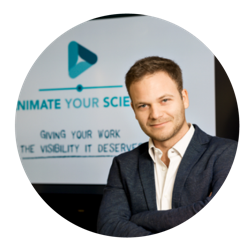 NIMATE YOUR SCIE
GIVING YOUR WORK
THE VISIBILITY IT DESERVE